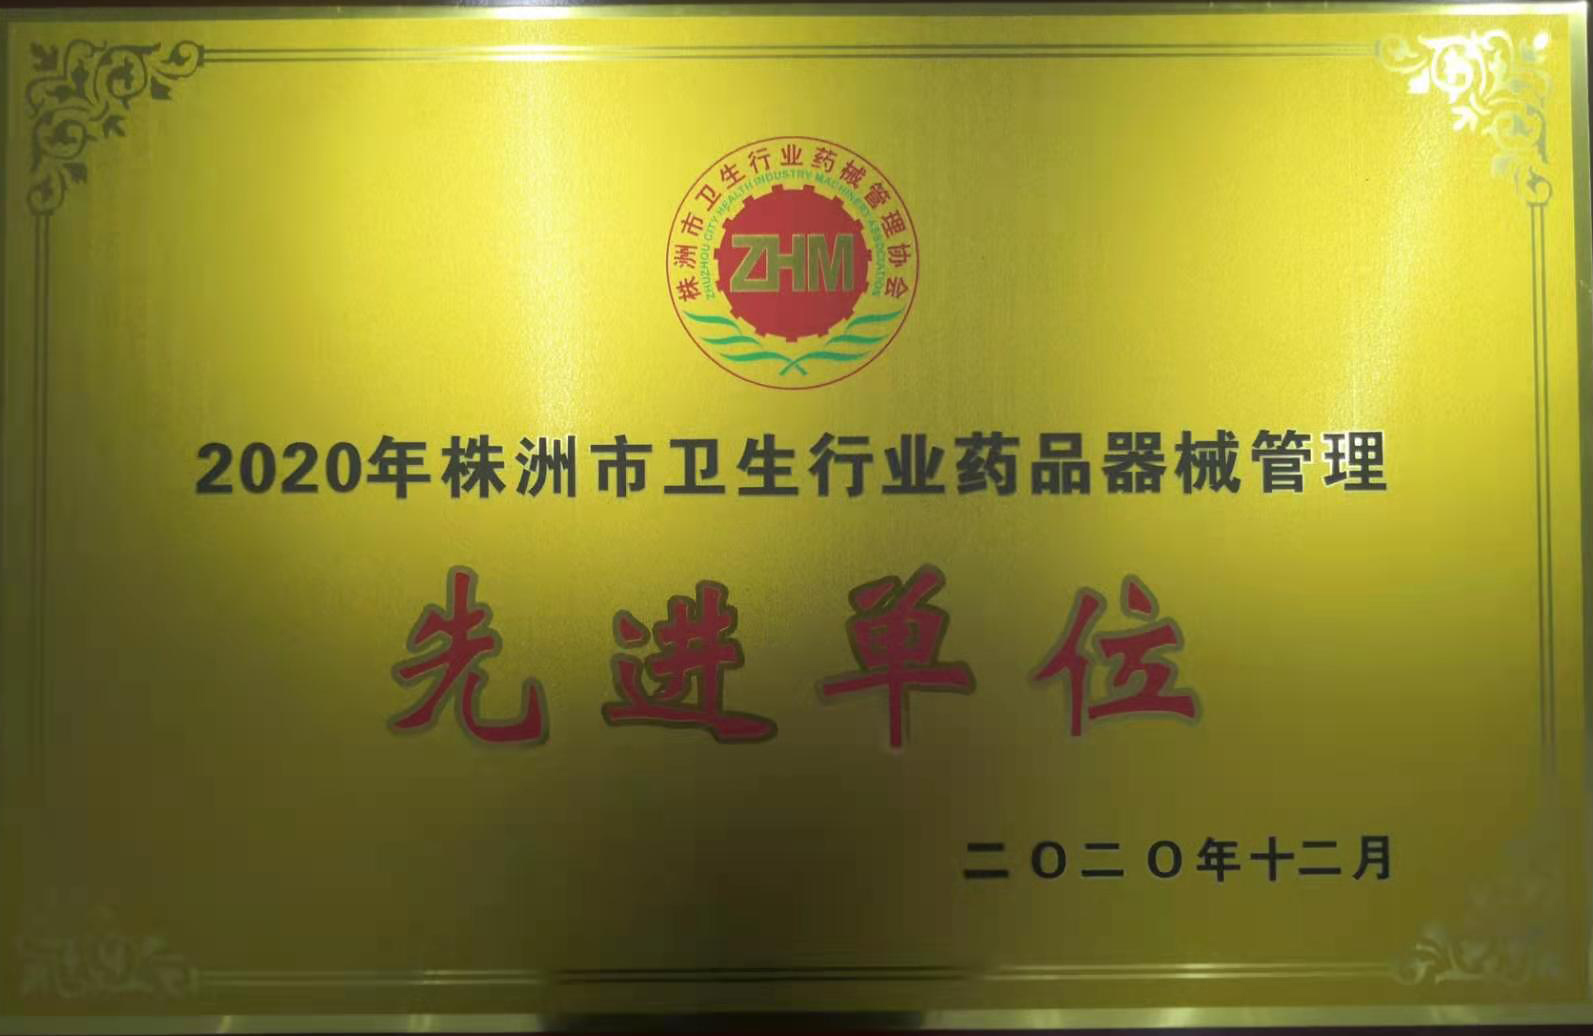 株洲市卫生行业药械管理协会
ZHUZHOU CITY HEALTH INDUSTRY MACHINERY ASSOCIATION
ZHM
2020年株洲市卫生行业药品器械管理
先进单位
二〇二〇年十二月